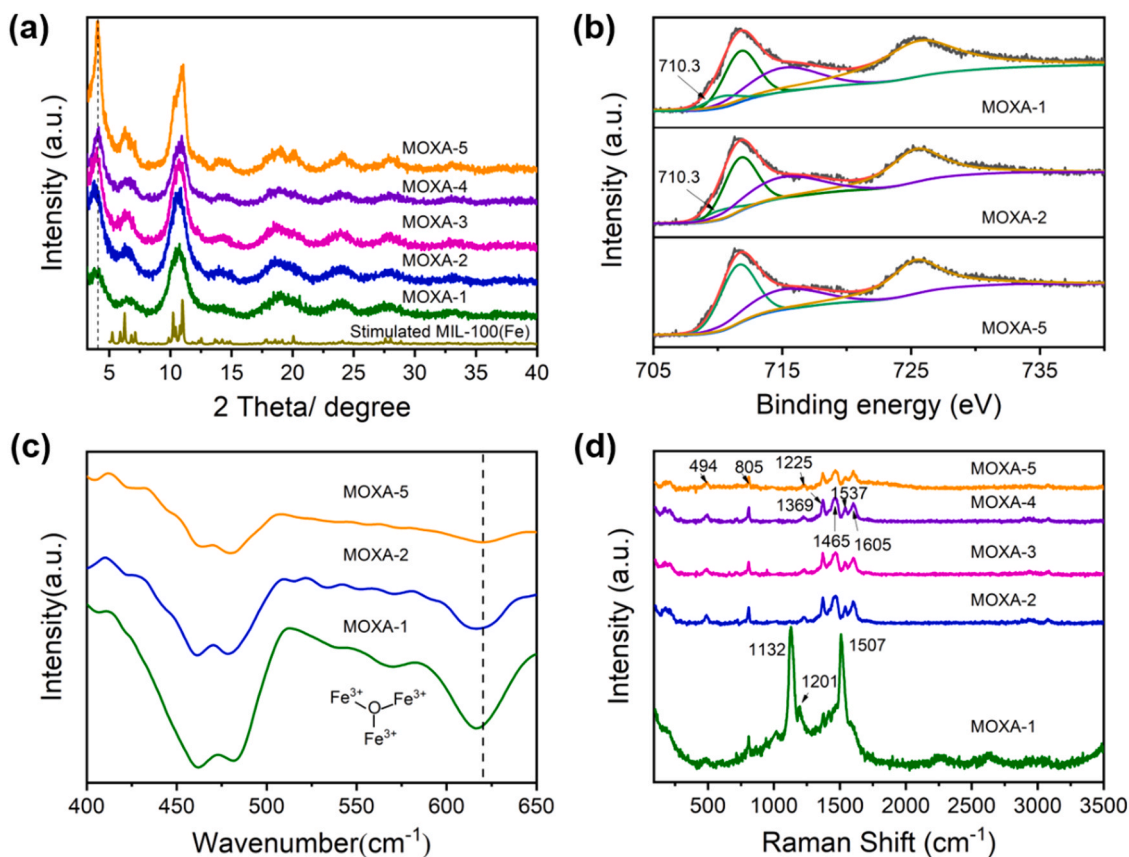 (a)
Intensity (a.u.)
MOXA-5
MOXA-4
MOXA-3
MOXA-2
MOXA-1
Stimulated MIL-100(Fe)
5 10 15 20 25 30 35 40
2 Theta/ degree
(b)
Intensity (a.u.)
710.3
MOXA-1
710.3
MOXA-2
MOXA-5
705 715 725 735
Binding energy (eV)
(c)
Intensity(a.u.)
MOXA-5
MOXA-2
MOXA-1
Fe³⁺ Fe³⁺
O
Fe³⁺
400 450 500 550 600 650
Wavenumber(cm⁻¹)
(d)
Intensity (a.u.)
494 805 1225 MOXA-5
1369 1537 MOXA-4
1465 1605
MOXA-3
MOXA-2
1132 1507
1201
MOXA-1
500 1000 1500 2000 2500 3000 3500
Raman Shift (cm⁻¹)